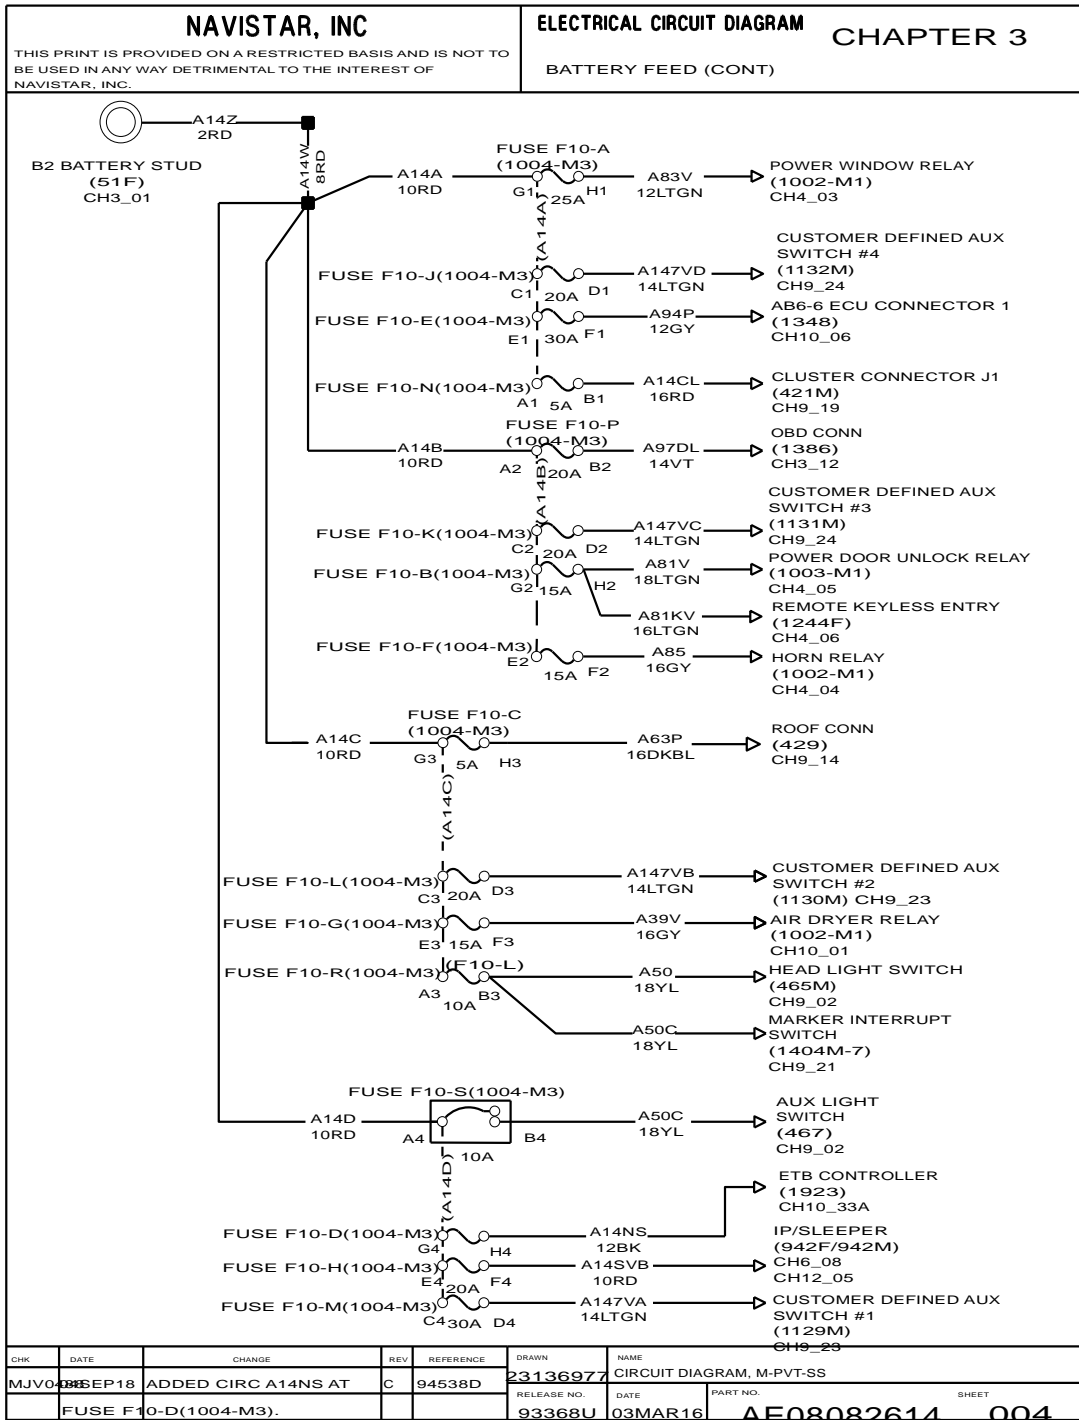 NAVISTAR, INC
THIS PRINT IS PROVIDED ON A RESTRICTED BASIS AND IS NOT TO
BE USED IN ANY WAY DETRIMENTAL TO THE INTEREST OF
NAVISTAR, INC.
ELECTRICAL CIRCUIT DIAGRAM
CHAPTER 3
BATTERY FEED (CONT)
A14Z
2RD
B2 BATTERY STUD
(51F)
CH3_01
A14W
8RD
A14A
10RD
FUSE F10-A
(1004-M3)
G1
25A
H1
A83V
12LTGN
POWER WINDOW RELAY
(1002-M1)
CH4_03
(A14A)
FUSE F10-J(1004-M3)
C1
20A
D1
A147VD
14LTGN
CUSTOMER DEFINED AUX
SWITCH #4
(1132M)
CH9_24
FUSE F10-E(1004-M3)
E1
30A
F1
A94P
12GY
AB6-6 ECU CONNECTOR 1
(1348)
CH10_06
FUSE F10-N(1004-M3)
A1
5A
B1
A14CL
16RD
CLUSTER CONNECTOR J1
(421M)
CH9_19
A14B
10RD
FUSE F10-P
(1004-M3)
A2
20A
B2
A97DL
14VT
OBD CONN
(1386)
CH3_12
(A14B)
FUSE F10-K(1004-M3)
C2
20A
D2
A147VC
14LTGN
CUSTOMER DEFINED AUX
SWITCH #3
(1131M)
CH9_24
FUSE F10-B(1004-M3)
G2
15A
H2
A81V
18LTGN
POWER DOOR UNLOCK RELAY
(1003-M1)
CH4_05
A81KV
16LTGN
REMOTE KEYLESS ENTRY
(1244F)
CH4_06
FUSE F10-F(1004-M3)
E2
15A
F2
A85
16GY
HORN RELAY
(1002-M1)
CH4_04
A14C
10RD
FUSE F10-C
(1004-M3)
G3
5A
H3
A63P
16DKBL
ROOF CONN
(429)
CH9_14
(A14C)
FUSE F10-L(1004-M3)
C3
20A
D3
A147VB
14LTGN
CUSTOMER DEFINED AUX
SWITCH #2
(1130M) CH9_23
FUSE F10-G(1004-M3)
E3
15A
F3
A39V
16GY
AIR DRYER RELAY
(1002-M1)
CH10_01
FUSE F10-R(1004-M3)
(F10-L)
A3
10A
B3
A50
18YL
HEAD LIGHT SWITCH
(465M)
CH9_02
A50C
18YL
MARKER INTERRUPT
SWITCH
(1404M-7)
CH9_21
A14D
10RD
FUSE F10-S(1004-M3)
A4
10A
B4
A50C
18YL
AUX LIGHT
SWITCH
(467)
CH9_02
(A14D)
FUSE F10-D(1004-M3)
G4
H4
A14NS
12BK
ETB CONTROLLER
(1923)
CH10_33A
FUSE F10-H(1004-M3)
E4
20A
F4
A14SVB
10RD
IP/SLEEPER
(942F/942M)
CH6_08
CH12_05
FUSE F10-M(1004-M3)
C4
30A
D4
A147VA
14LTGN
CUSTOMER DEFINED AUX
SWITCH #1
(1129M)
CH9_23
CHK DATE CHANGE REV REFERENCE DRAWN NAME
SEP18 ADDED CIRC A14NS AT C 94538D 23136977 CIRCUIT DIAGRAM, M-PVT-SS
FUSE F10-D(1004-M3).
RELEASE NO. DATE PART NO. SHEET
93368U 03MAR16 AE08082614 004